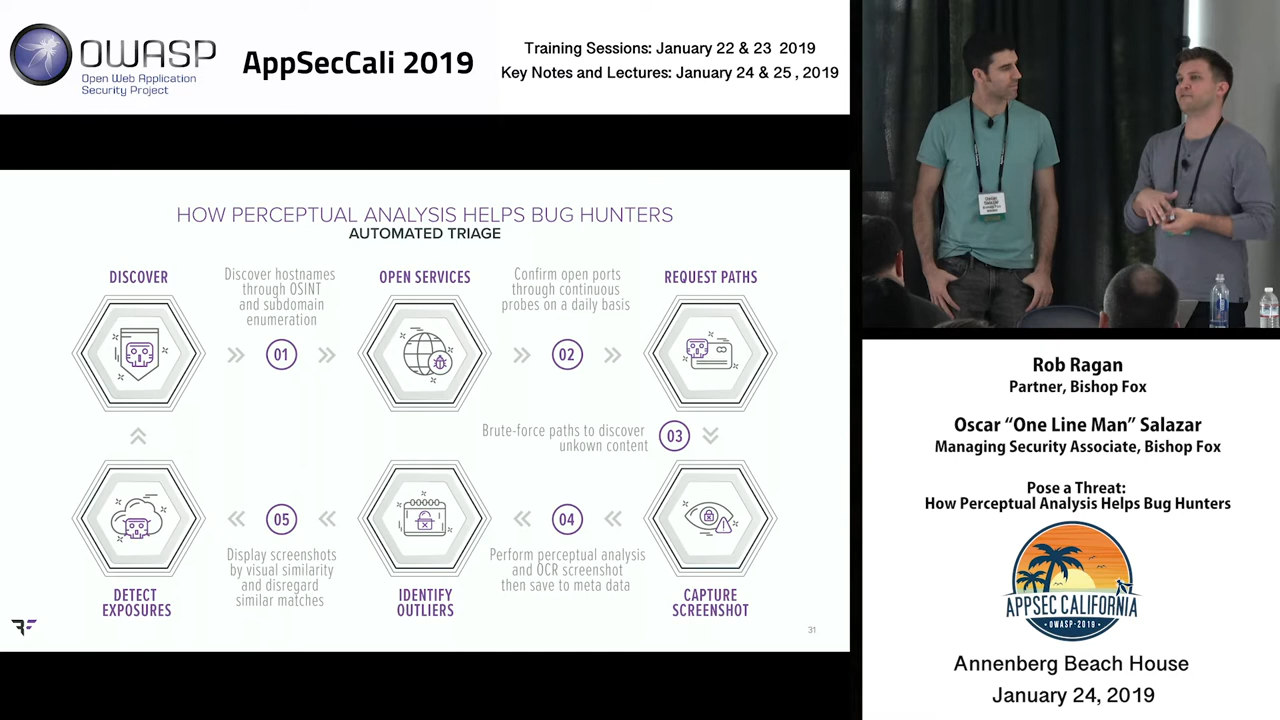 OWASP
Open Web Application
Security Project
AppSecCali 2019
Training Sessions: January 22 & 23 2019
Key Notes and Lectures: January 24 & 25 , 2019
HOW PERCEPTUAL ANALYSIS HELPS BUG HUNTERS
AUTOMATED TRIAGE
DISCOVER
Discover hostnames
through OSINT
and subdomain
enumeration
01
OPEN SERVICES
Confirm open ports
through continuous
probes on a daily basis
02
REQUEST PATHS
Brute-force paths to discover
unkown content
03
CAPTURE
SCREENSHOT
Perform perceptual analysis
and OCR screenshot
then save to meta data
04
IDENTIFY
OUTLIERS
Display screenshots
by visual similarity
and disregard
similar matches
05
DETECT
EXPOSURES
31
Rob Ragan
Partner, Bishop Fox
Oscar “One Line Man” Salazar
Managing Security Associate, Bishop Fox
Pose a Threat:
How Perceptual Analysis Helps Bug Hunters
APPSEC CALIFORNIA
• OWASP-2019 •
Annenberg Beach House
January 24, 2019